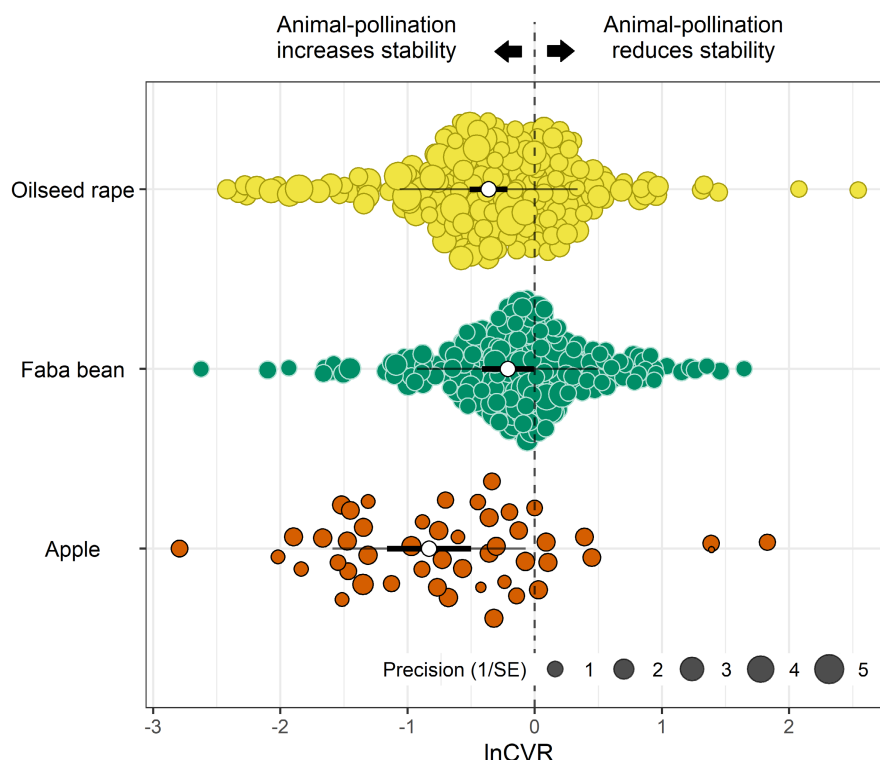 Animal-pollination
increases stability
Animal-pollination
reduces stability
Oilseed rape
Faba bean
Apple
Precision (1/SE) 1 2 3 4 5
-3 -2 -1 0 1 2
lnCVR